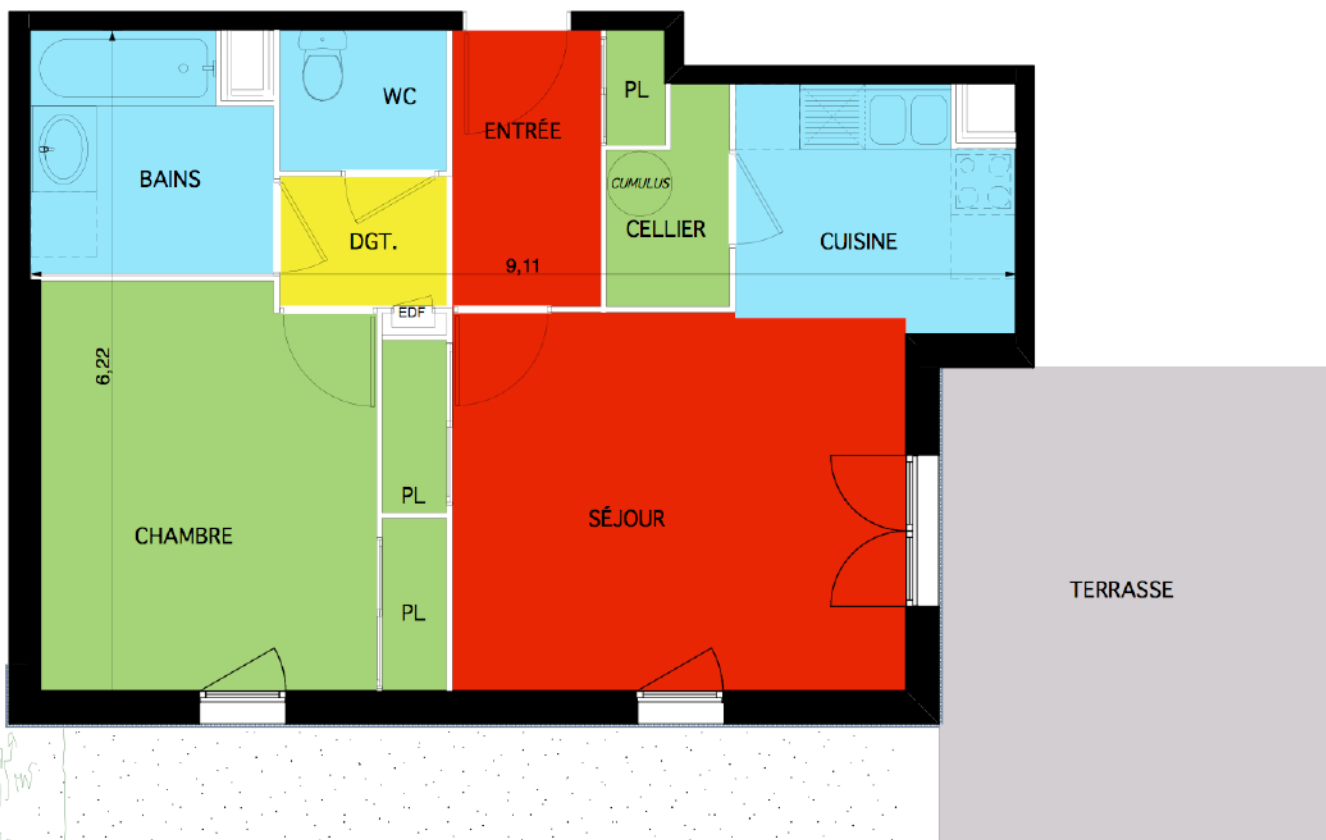 WC
PL
ENTRÉE
BAINS
CUMULUS
CELLIER
DGT.
CUISINE
9,11
EDF
6,22
PL
SÉJOUR
CHAMBRE
TERRASSE
PL